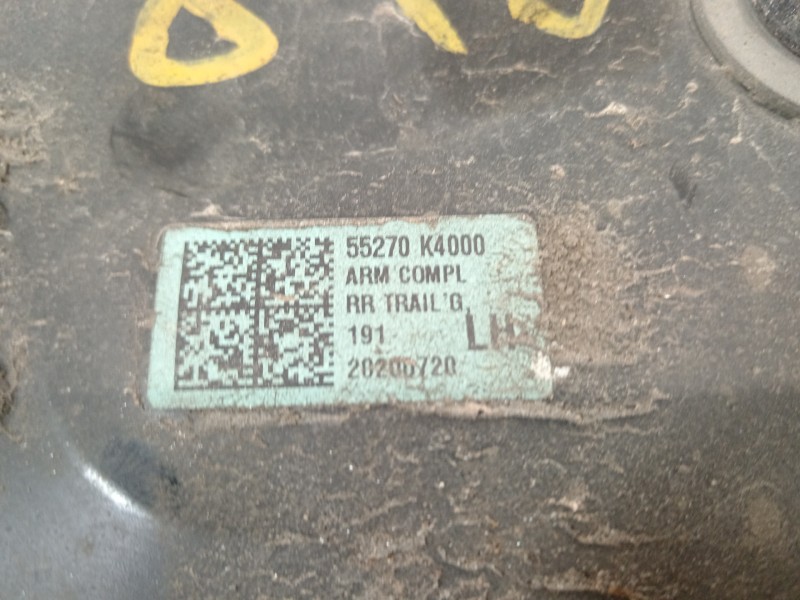 55270 K4000
ARM COMPL
RR TRAIL'G
191 LH
20200720